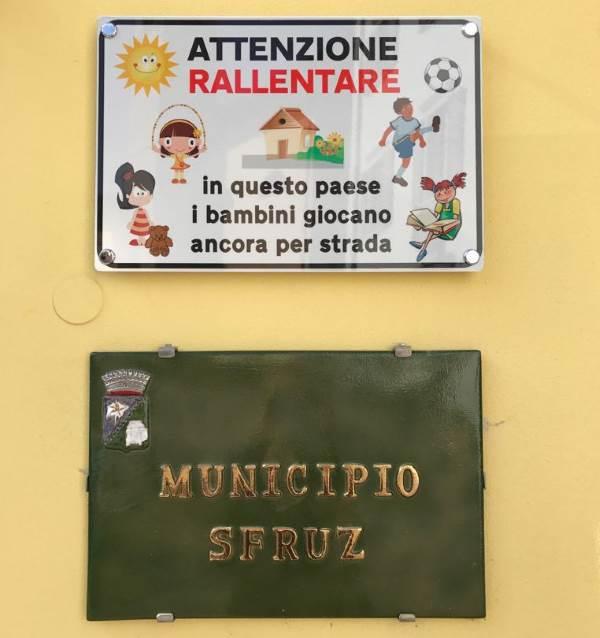 ATTENZIONE
RALLENTARE
in questo paese
i bambini giocano
ancora per strada
MUNICIPIO
SFRUZ